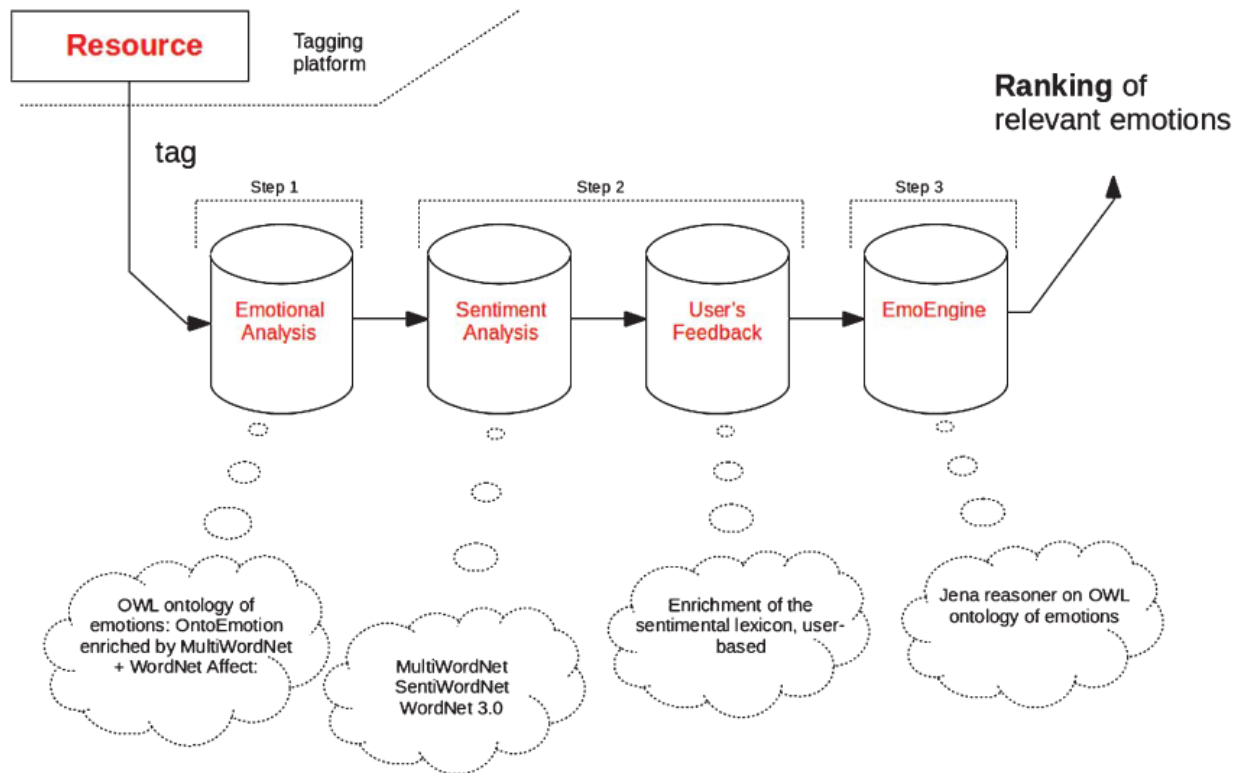 Resource
Tagging
platform
Ranking of
relevant emotions
tag
Step 1
Step 2
Step 3
Emotional
Analysis
Sentiment
Analysis
User's
Feedback
EmoEngine
OWL ontology of
emotions: OntoEmotion
enriched by MultiWordNet
+ WordNet Affect:
MultiWordNet
SentiWordNet
WordNet 3.0
Enrichment of the
sentimental lexicon, user-
based
Jena reasoner on OWL
ontology of emotions